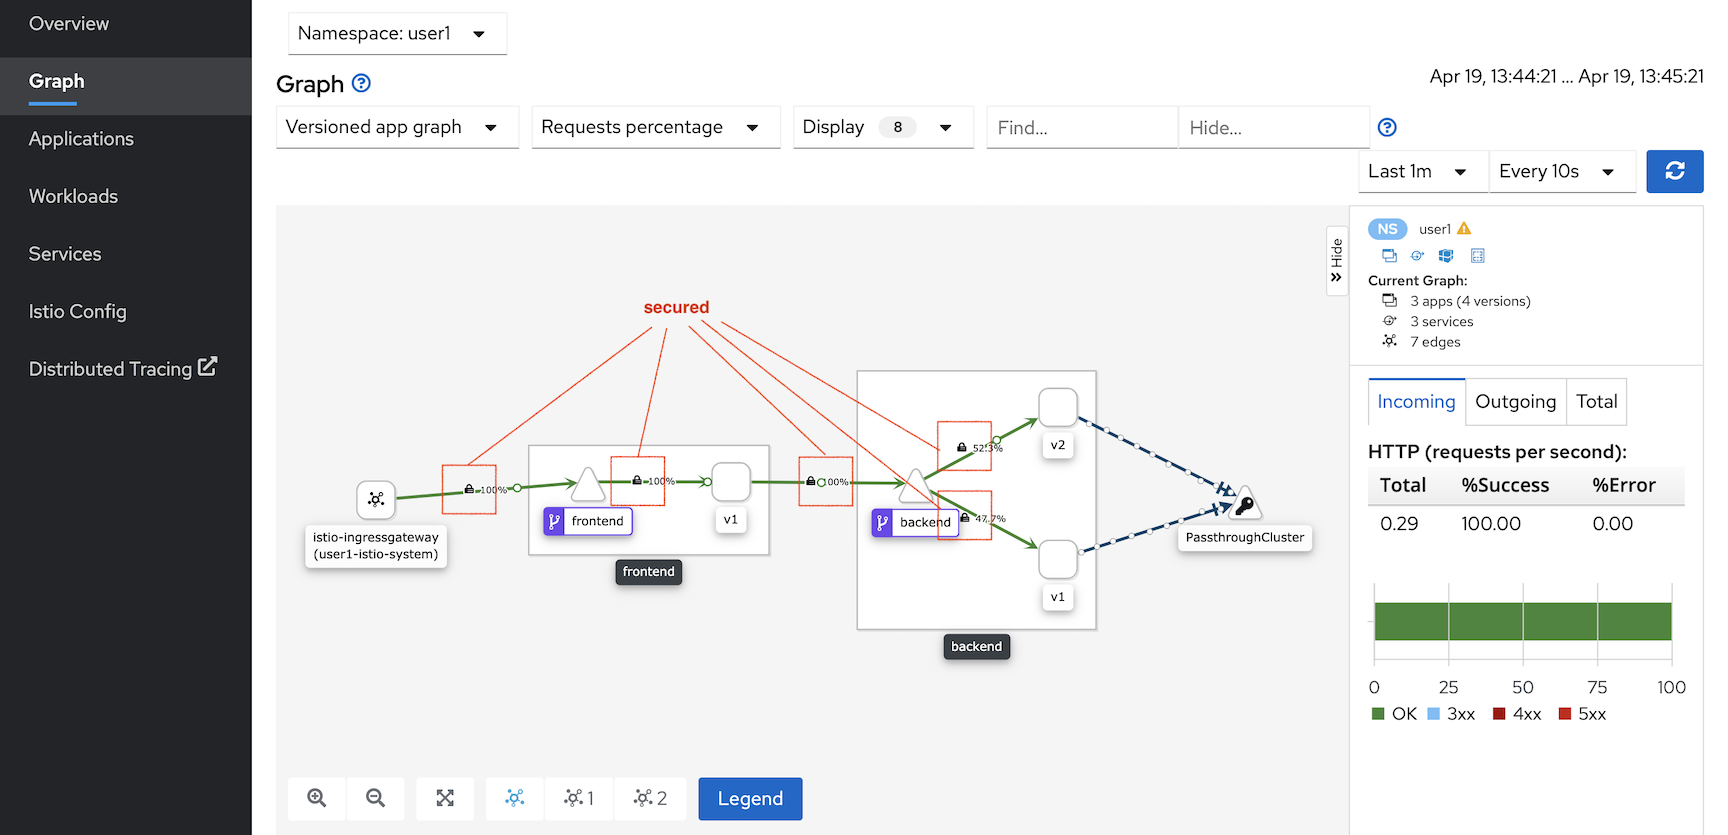 Overview
Graph
Applications
Workloads
Services
Istio Config
Distributed Tracing
Namespace: user1
Graph
Apr 19, 13:44:21 ... Apr 19, 13:45:21
Versioned app graph
Requests percentage
Display 8
Find...
Hide...
Last 1m
Every 10s
Hide
secured
100%
100%
00%
52.3%
47.7%
istio-ingressgateway
(user1-istio-system)
frontend
v1
frontend
backend
v2
v1
backend
PassthroughCluster
1
2
Legend
NS user1
Current Graph:
3 apps (4 versions)
3 services
7 edges
Incoming Outgoing Total
HTTP (requests per second):
Total %Success %Error
0.29 100.00 0.00
0 25 50 75 100
OK 3xx 4xx 5xx